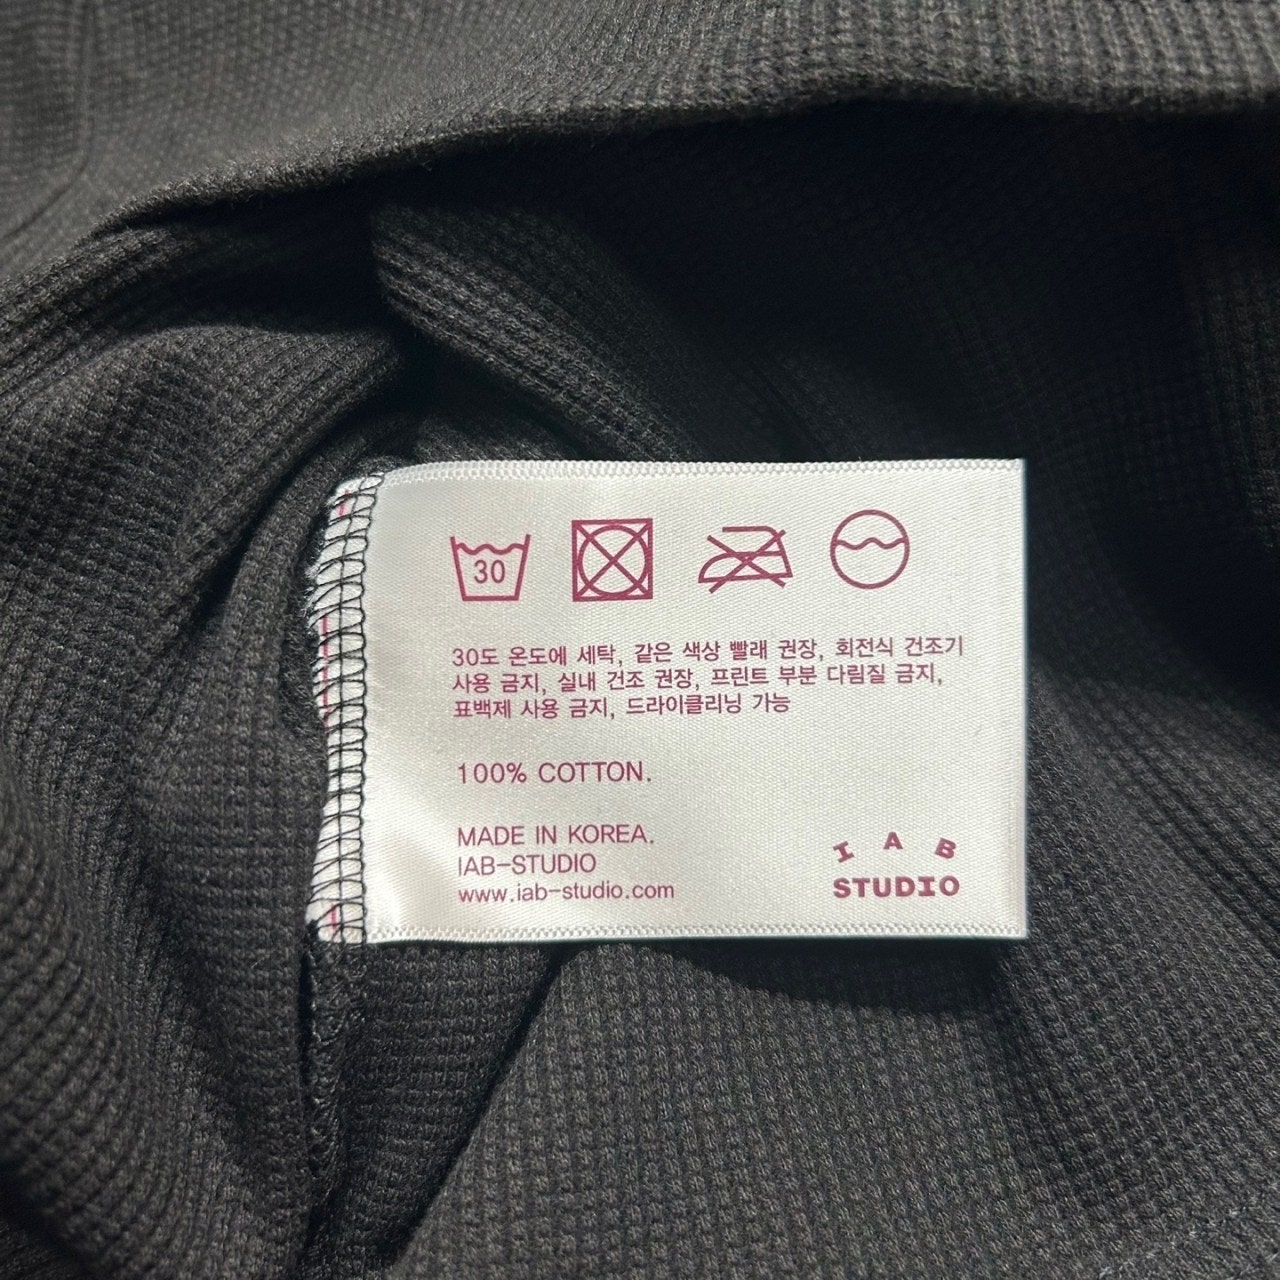 30
30도 온도에 세탁, 같은 색상 빨래 권장, 회전식 건조기
사용 금지, 실내 건조 권장, 프린트 부분 다림질 금지,
표백제 사용 금지, 드라이클리닝 가능
100% COTTON.
MADE IN KOREA.
IAB-STUDIO
www.iab-studio.com
I A B
STUDIO